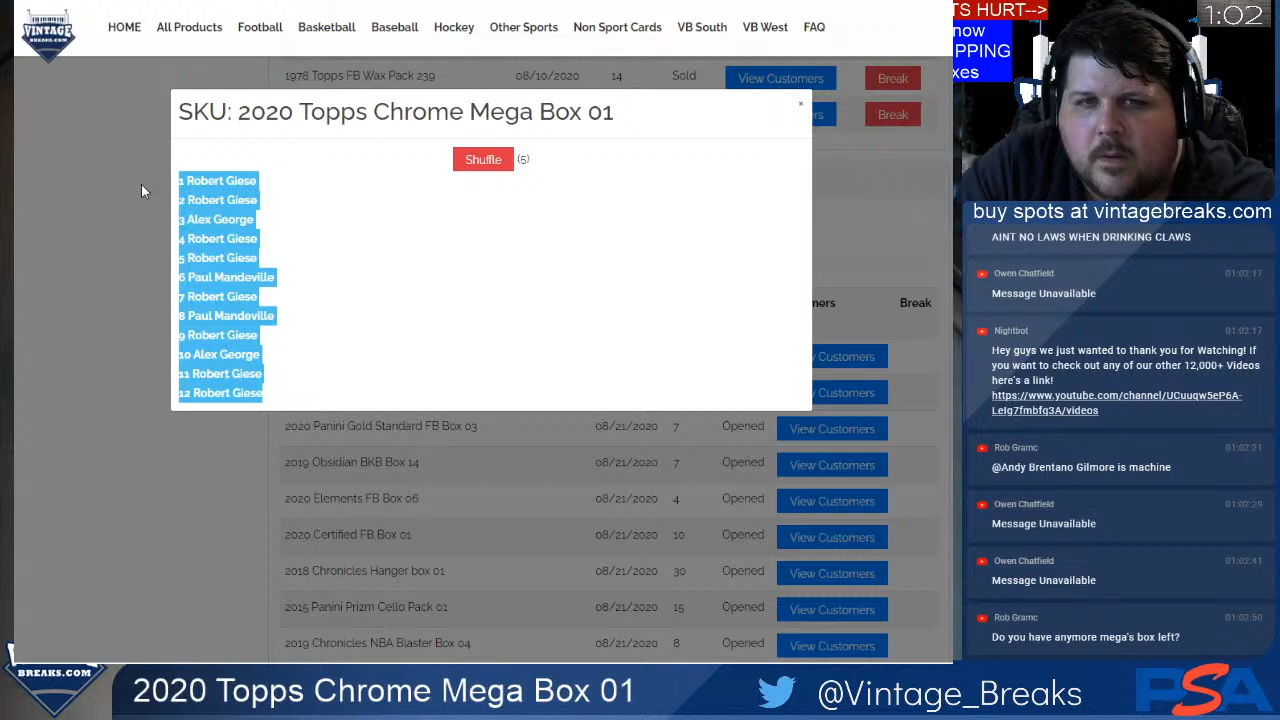 VINTAGE
BREAKS.COM
HOME All Products Football Basketball Baseball Hockey Other Sports Non Sport Cards VB South VB West FAQ
TS HURT-->
now
IPPING
xes
1:02
1978 Topps FB Wax Pack 239 08/10/2020 14 Sold View Customers Break
ers Break
SKU: 2020 Topps Chrome Mega Box 01 ×
Shuffle (5)
1 Robert Giese
2 Robert Giese
3 Alex George
4 Robert Giese
5 Robert Giese
6 Paul Mandeville
7 Robert Giese
8 Paul Mandeville
9 Robert Giese
10 Alex George
11 Robert Giese
12 Robert Giese
mers Break
Customers
Customers
2020 Panini Gold Standard FB Box 03 08/21/2020 7 Opened View Customers
2019 Obsidian BKB Box 14 08/21/2020 7 Opened View Customers
2020 Elements FB Box 06 08/21/2020 4 Opened View Customers
2020 Certified FB Box 01 08/21/2020 10 Opened View Customers
2018 Chronicles Hanger box 01 08/21/2020 30 Opened View Customers
2015 Panini Prizm Cello Pack 01 08/21/2020 15 Opened View Customers
2019 Chronicles NBA Blaster Box 04 08/21/2020 8 Opened View Customers
buy spots at vintagebreaks.com
AINT NO LAWS WHEN DRINKING CLAWS
Owen Chatfield 01:02:17
Message Unavailable
Nightbot 01:02:17
Hey guys we just wanted to thank you for Watching! If
you want to check out any of our other 12,000+ Videos
here's a link!
https://www.youtube.com/channel/UCuuqw5eP6A-
LeIg7fmbfq3A/videos
Rob Gramc 01:02:21
@Andy Brentano Gilmore is machine
Owen Chatfield 01:02:29
Message Unavailable
Owen Chatfield 01:02:41
Message Unavailable
Rob Gramc 01:02:50
Do you have anymore mega's box left?
BREAKS.COM
2020 Topps Chrome Mega Box 01
@Vintage_Breaks
PSA